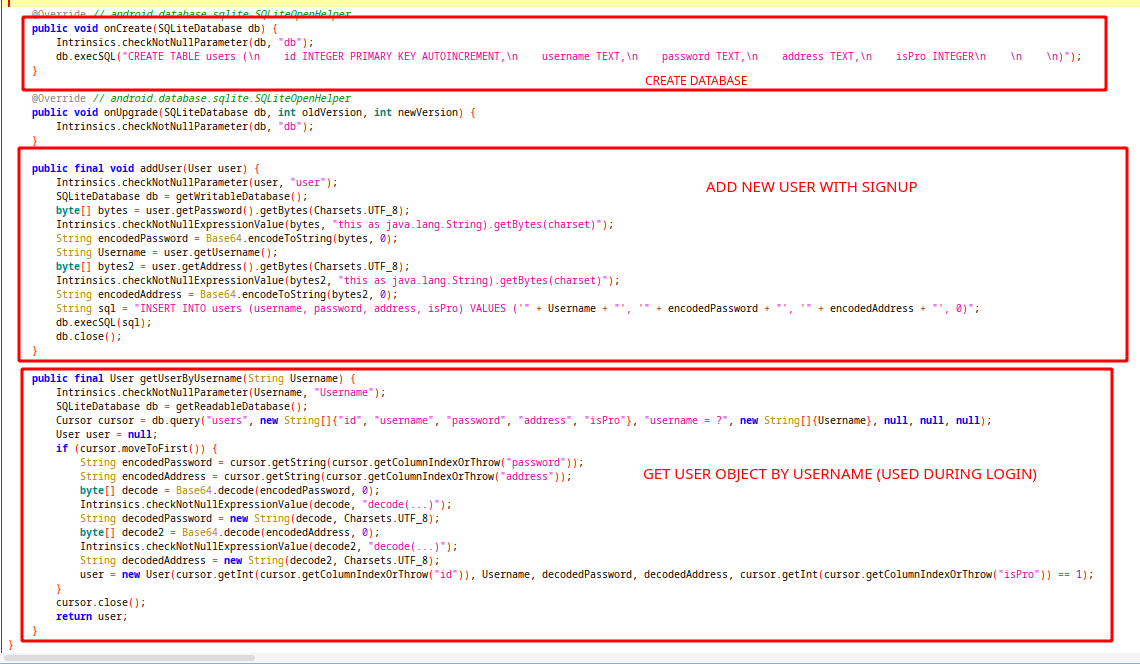 @Override // android.database.sqlite.SQLiteOpenHelper
public void onCreate(SQLiteDatabase db) {
    Intrinsics.checkNotNullParameter(db, "db");
    db.execSQL("CREATE TABLE users (\n    id INTEGER PRIMARY KEY AUTOINCREMENT,\n    username TEXT,\n    password TEXT,\n    address TEXT,\n    isPro INTEGER\n    \n    \n)");
}
CREATE DATABASE
@Override // android.database.sqlite.SQLiteOpenHelper
public void onUpgrade(SQLiteDatabase db, int oldVersion, int newVersion) {
    Intrinsics.checkNotNullParameter(db, "db");
}
public final void addUser(User user) {
    Intrinsics.checkNotNullParameter(user, "user");
ADD NEW USER WITH SIGNUP
    SQLiteDatabase db = getWritableDatabase();
    byte[] bytes = user.getPassword().getBytes(Charsets.UTF_8);
    Intrinsics.checkNotNullExpressionValue(bytes, "this as java.lang.String).getBytes(charset)");
    String encodedPassword = Base64.encodeToString(bytes, 0);
    String Username = user.getUsername();
    byte[] bytes2 = user.getAddress().getBytes(Charsets.UTF_8);
    Intrinsics.checkNotNullExpressionValue(bytes2, "this as java.lang.String).getBytes(charset)");
    String encodedAddress = Base64.encodeToString(bytes2, 0);
    String sql = "INSERT INTO users (username, password, address, isPro) VALUES ('" + Username + "', '" + encodedPassword + "', '" + encodedAddress + "', 0)";
    db.execSQL(sql);
    db.close();
}
public final User getUserByUsername(String Username) {
    Intrinsics.checkNotNullParameter(Username, "Username");
    SQLiteDatabase db = getReadableDatabase();
    Cursor cursor = db.query("users", new String[]{"id", "username", "password", "address", "isPro"}, "username = ?", new String[]{Username}, null, null, null);
    User user = null;
    if (cursor.moveToFirst()) {
        String encodedPassword = cursor.getString(cursor.getColumnIndexOrThrow("password"));
        String encodedAddress = cursor.getString(cursor.getColumnIndexOrThrow("address"));
GET USER OBJECT BY USERNAME (USED DURING LOGIN)
        byte[] decode = Base64.decode(encodedPassword, 0);
        Intrinsics.checkNotNullExpressionValue(decode, "decode(...)");
        String decodedPassword = new String(decode, Charsets.UTF_8);
        byte[] decode2 = Base64.decode(encodedAddress, 0);
        Intrinsics.checkNotNullExpressionValue(decode2, "decode(...)");
        String decodedAddress = new String(decode2, Charsets.UTF_8);
        user = new User(cursor.getInt(cursor.getColumnIndexOrThrow("id")), Username, decodedPassword, decodedAddress, cursor.getInt(cursor.getColumnIndexOrThrow("isPro")) == 1);
    }
    cursor.close();
    return user;
}
}